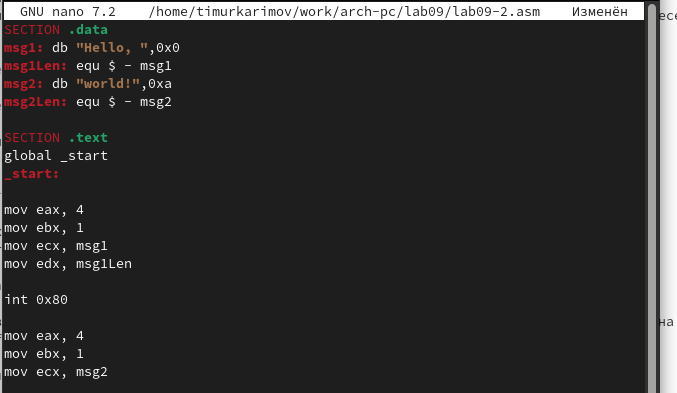 GNU nano 7.2 /home/timurkarimov/work/arch-pc/lab09/lab09-2.asm Изменён
SECTION .data
msg1: db "Hello, ",0x0
msg1Len: equ $ - msg1
msg2: db "world!",0xa
msg2Len: equ $ - msg2
SECTION .text
global _start
_start:
mov eax, 4
mov ebx, 1
mov ecx, msg1
mov edx, msg1Len
int 0x80
mov eax, 4
mov ebx, 1
mov ecx, msg2
на